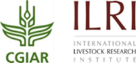 CGIAR
ILRI
INTERNATIONAL
LIVESTOCK RESEARCH
INSTITUTE